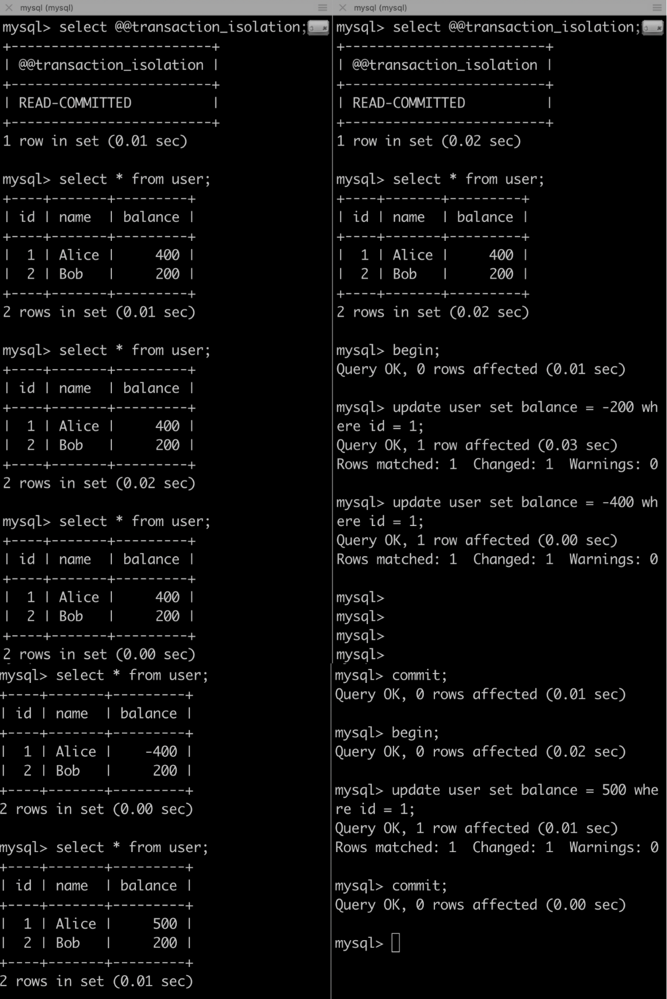 mysql (mysql)
mysql> select @@transaction_isolation;
+-------------------------+
| @@transaction_isolation |
+-------------------------+
| READ-COMMITTED          |
+-------------------------+
1 row in set (0.01 sec)
mysql> select * from user;
+----+-------+---------+
| id | name  | balance |
+----+-------+---------+
|  1 | Alice |     400 |
|  2 | Bob   |     200 |
+----+-------+---------+
2 rows in set (0.01 sec)
mysql> select * from user;
+----+-------+---------+
| id | name  | balance |
+----+-------+---------+
|  1 | Alice |     400 |
|  2 | Bob   |     200 |
+----+-------+---------+
2 rows in set (0.02 sec)
mysql> select * from user;
+----+-------+---------+
| id | name  | balance |
+----+-------+---------+
|  1 | Alice |     400 |
|  2 | Bob   |     200 |
+----+-------+---------+
2 rows in set (0.00 sec)
mysql> select * from user;
+----+-------+---------+
| id | name  | balance |
+----+-------+---------+
|  1 | Alice |    -400 |
|  2 | Bob   |     200 |
+----+-------+---------+
2 rows in set (0.00 sec)
mysql> select * from user;
+----+-------+---------+
| id | name  | balance |
+----+-------+---------+
|  1 | Alice |     500 |
|  2 | Bob   |     200 |
+----+-------+---------+
2 rows in set (0.01 sec)
mysql (mysql)
mysql> select @@transaction_isolation;
+-------------------------+
| @@transaction_isolation |
+-------------------------+
| READ-COMMITTED          |
+-------------------------+
1 row in set (0.02 sec)
mysql> select * from user;
+----+-------+---------+
| id | name  | balance |
+----+-------+---------+
|  1 | Alice |     400 |
|  2 | Bob   |     200 |
+----+-------+---------+
2 rows in set (0.02 sec)
mysql> begin;
Query OK, 0 rows affected (0.01 sec)
mysql> update user set balance = -200 wh
ere id = 1;
Query OK, 1 row affected (0.03 sec)
Rows matched: 1  Changed: 1  Warnings: 0
mysql> update user set balance = -400 wh
ere id = 1;
Query OK, 1 row affected (0.00 sec)
Rows matched: 1  Changed: 1  Warnings: 0
mysql>
mysql>
mysql>
mysql>
mysql> commit;
Query OK, 0 rows affected (0.01 sec)
mysql> begin;
Query OK, 0 rows affected (0.02 sec)
mysql> update user set balance = 500 whe
re id = 1;
Query OK, 1 row affected (0.01 sec)
Rows matched: 1  Changed: 1  Warnings: 0
mysql> commit;
Query OK, 0 rows affected (0.00 sec)
mysql>